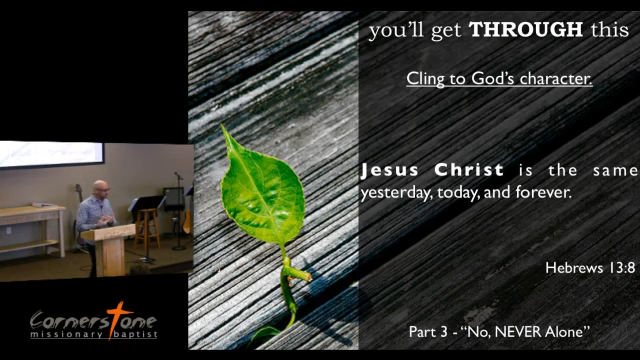 you'll get THROUGH this
Cling to God's character.
Jesus Christ is the same
yesterday, today, and forever.
Hebrews 13:8
Part 3 - “No, NEVER Alone”
Cornerstone
missionary baptist